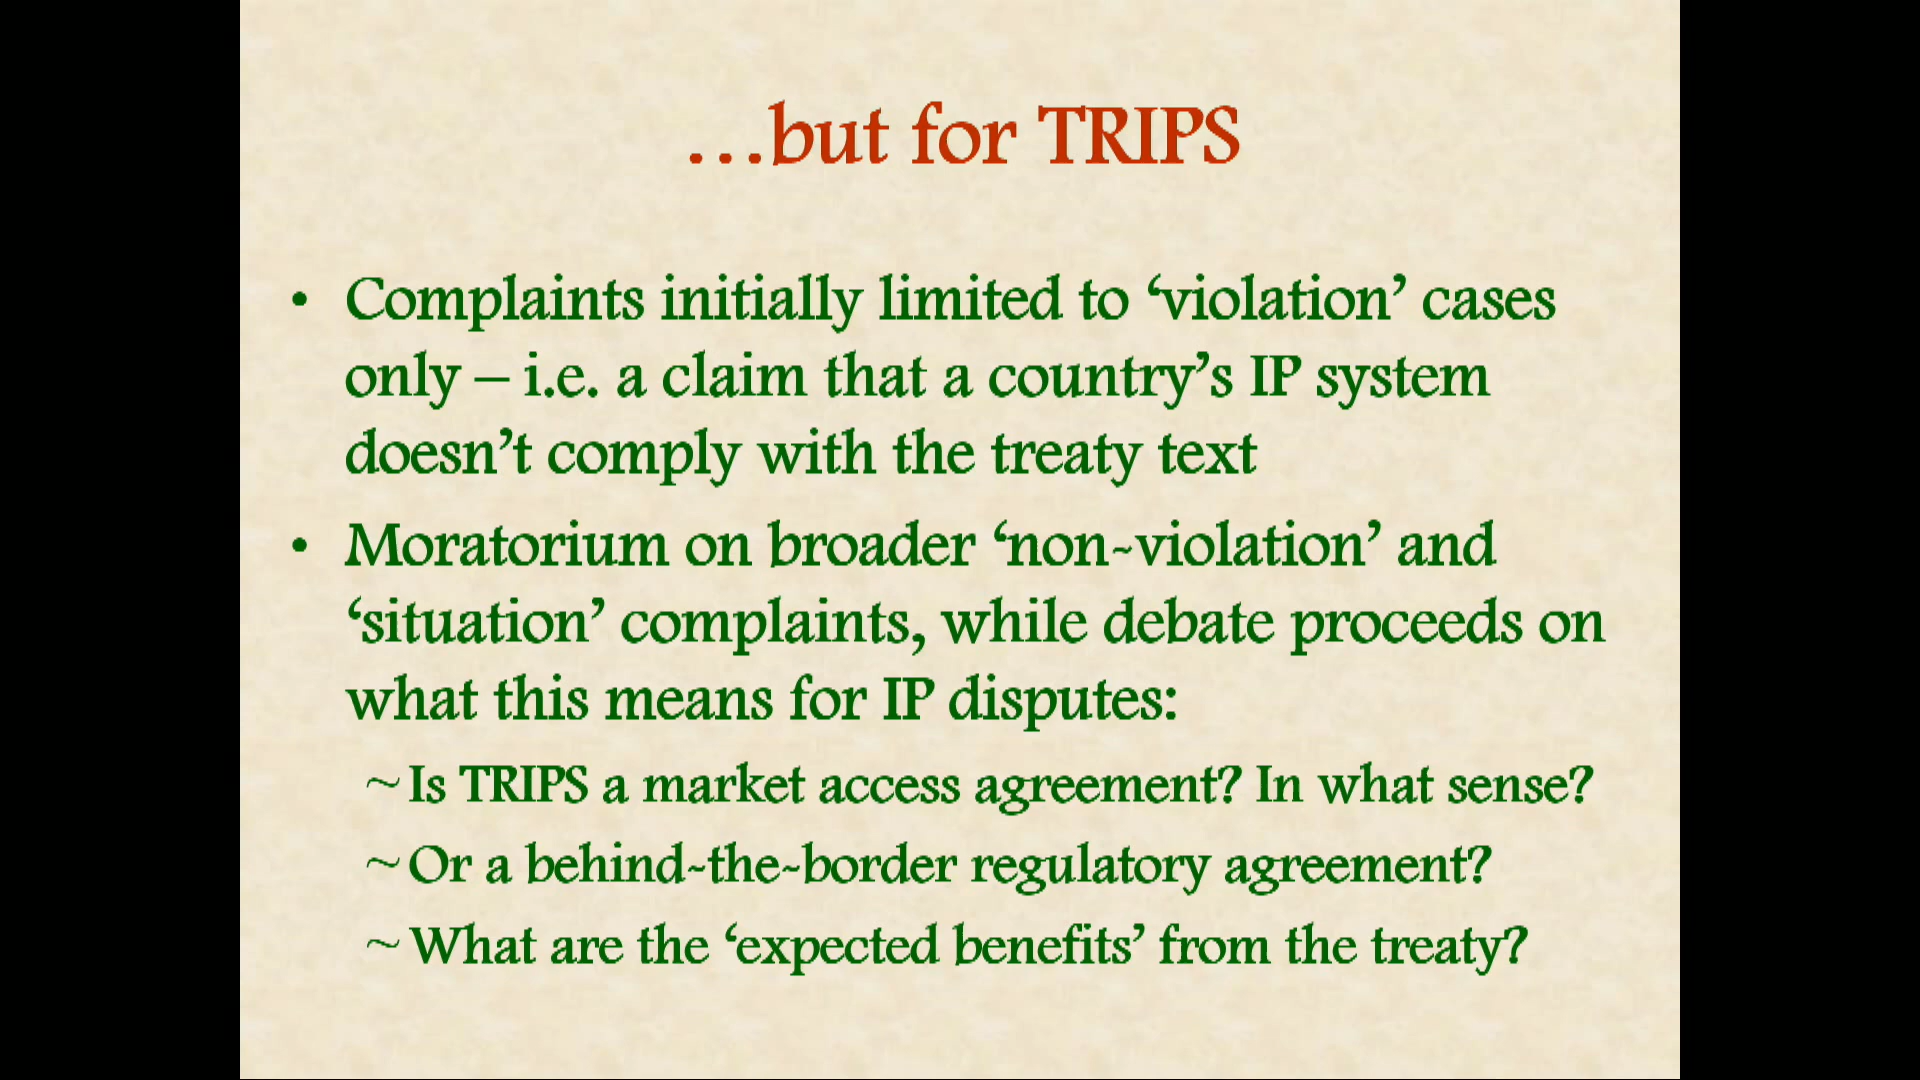 …but for TRIPS
• Complaints initially limited to ‘violation’ cases
only – i.e. a claim that a country’s IP system
doesn’t comply with the treaty text
• Moratorium on broader ‘non-violation’ and
‘situation’ complaints, while debate proceeds on
what this means for IP disputes:
~ Is TRIPS a market access agreement? In what sense?
~ Or a behind-the-border regulatory agreement?
~ What are the ‘expected benefits’ from the treaty?